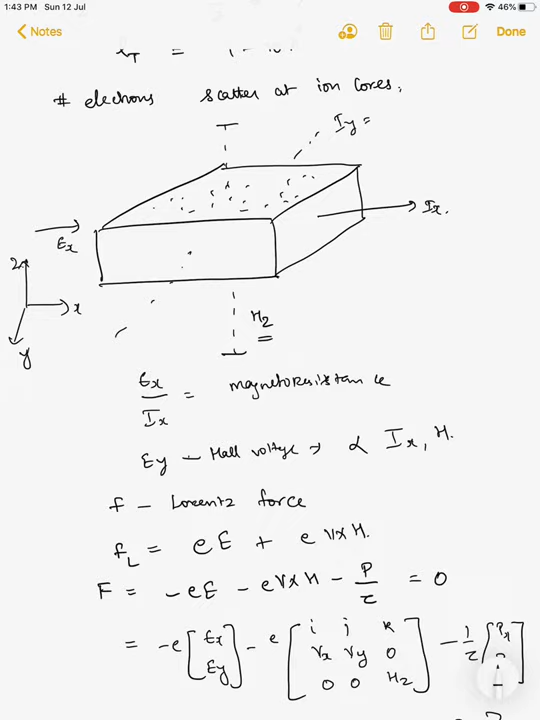 1:43 PM Sun 12 Jul
46%
Notes
Done
# electrons scatter at ion cores,
Iy =
Ex
Ix.
z
x
y
Hz
Ex/Ix = magnetoresistance
Ey – Hall voltage → ∝ Ix, H.
f – Lorentz force
fL = eE + e V×H.
F = -eE - eV×H - P/τ = 0
= -e [Ex Ey] - e [i j k Vx Vy 0 0 0 Hz] - 1/τ [Px